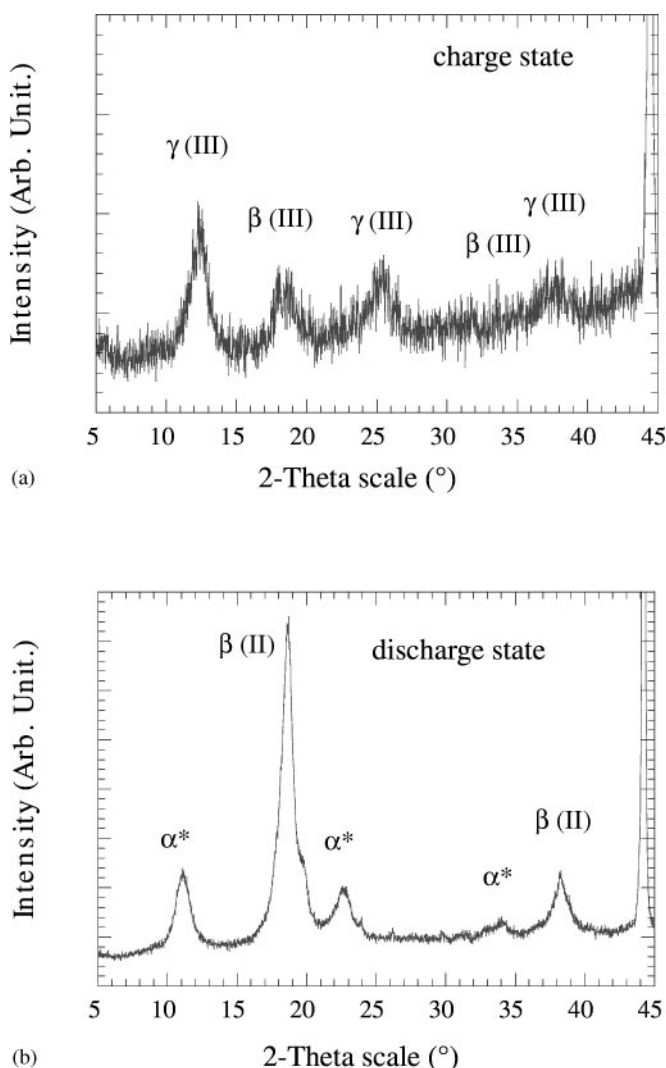 charge state
Intensity (Arb. Unit.)
γ (III)
β (III)
γ (III)
β (III)
γ (III)
5 10 15 20 25 30 35 40 45
(a)
2-Theta scale (°)
β (II)
discharge state
Intensity (Arb. Unit.)
α*
α*
α*
β (II)
5 10 15 20 25 30 35 40 45
(b)
2-Theta scale (°)